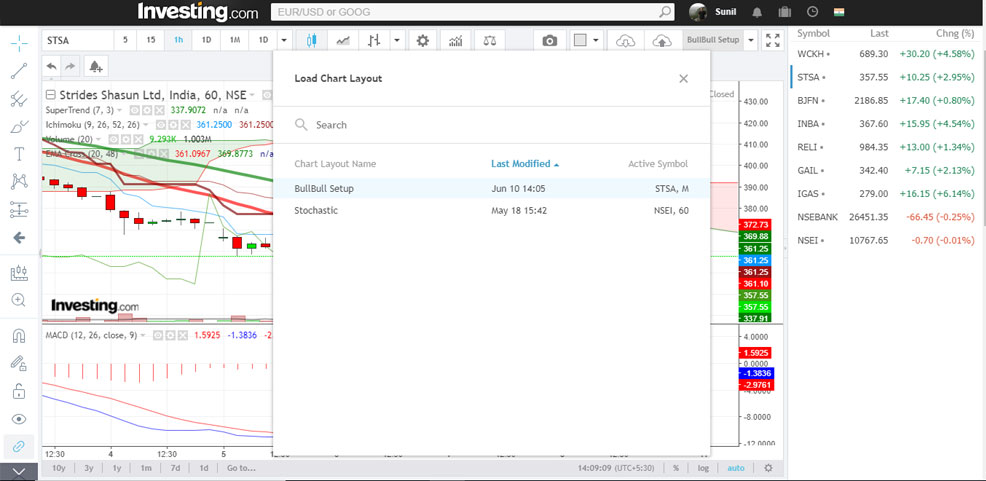 Investing.com
EUR/USD or GOOG
Sunil
STSA 5 15 1h 1D 1M 1D BullBull Setup
Symbol Last Chng (%)
WCKH 689.30 +30.20 (+4.58%)
STSA 357.55 +10.25 (+2.95%)
BJFN 2186.85 +17.40 (+0.80%)
INBA 367.60 +15.95 (+4.54%)
RELI 984.35 +13.00 (+1.34%)
GAIL 342.40 +7.15 (+2.13%)
IGAS 279.00 +16.15 (+6.14%)
NSEBANK 26451.35 -66.45 (-0.25%)
NSEI 10767.65 -0.70 (-0.01%)
Load Chart Layout
Search
Chart Layout Name Last Modified Active Symbol
BullBull Setup Jun 10 14:05 STSA, M
Stochastic May 18 15:42 NSEI, 60
Strides Shasun Ltd, India, 60, NSE
SuperTrend (7, 3) 337.9072 n/a n/a
Ichimoku (9, 26, 52, 26) 361.2500 361.2500
Volume (20) 9.293K 1.003M
EMA Cross (20, 48) 361.0967 369.8773 n/a
Investing.com
MACD (12, 26, close, 9) 1.5925 -1.3836 -2.
Closed
430.00
420.00
410.00
400.00
390.00
380.00
372.73
369.88
361.25
361.25
361.25
361.10
357.55
357.55
337.91
4.0000
1.5925
0.0000
-1.3836
-2.9761
-8.0000
-12.0000
12:30 4 12:30 5
10y 3y 1y 1m 7d 1d Go to... 14:09:09 (UTC+5:30) % log auto